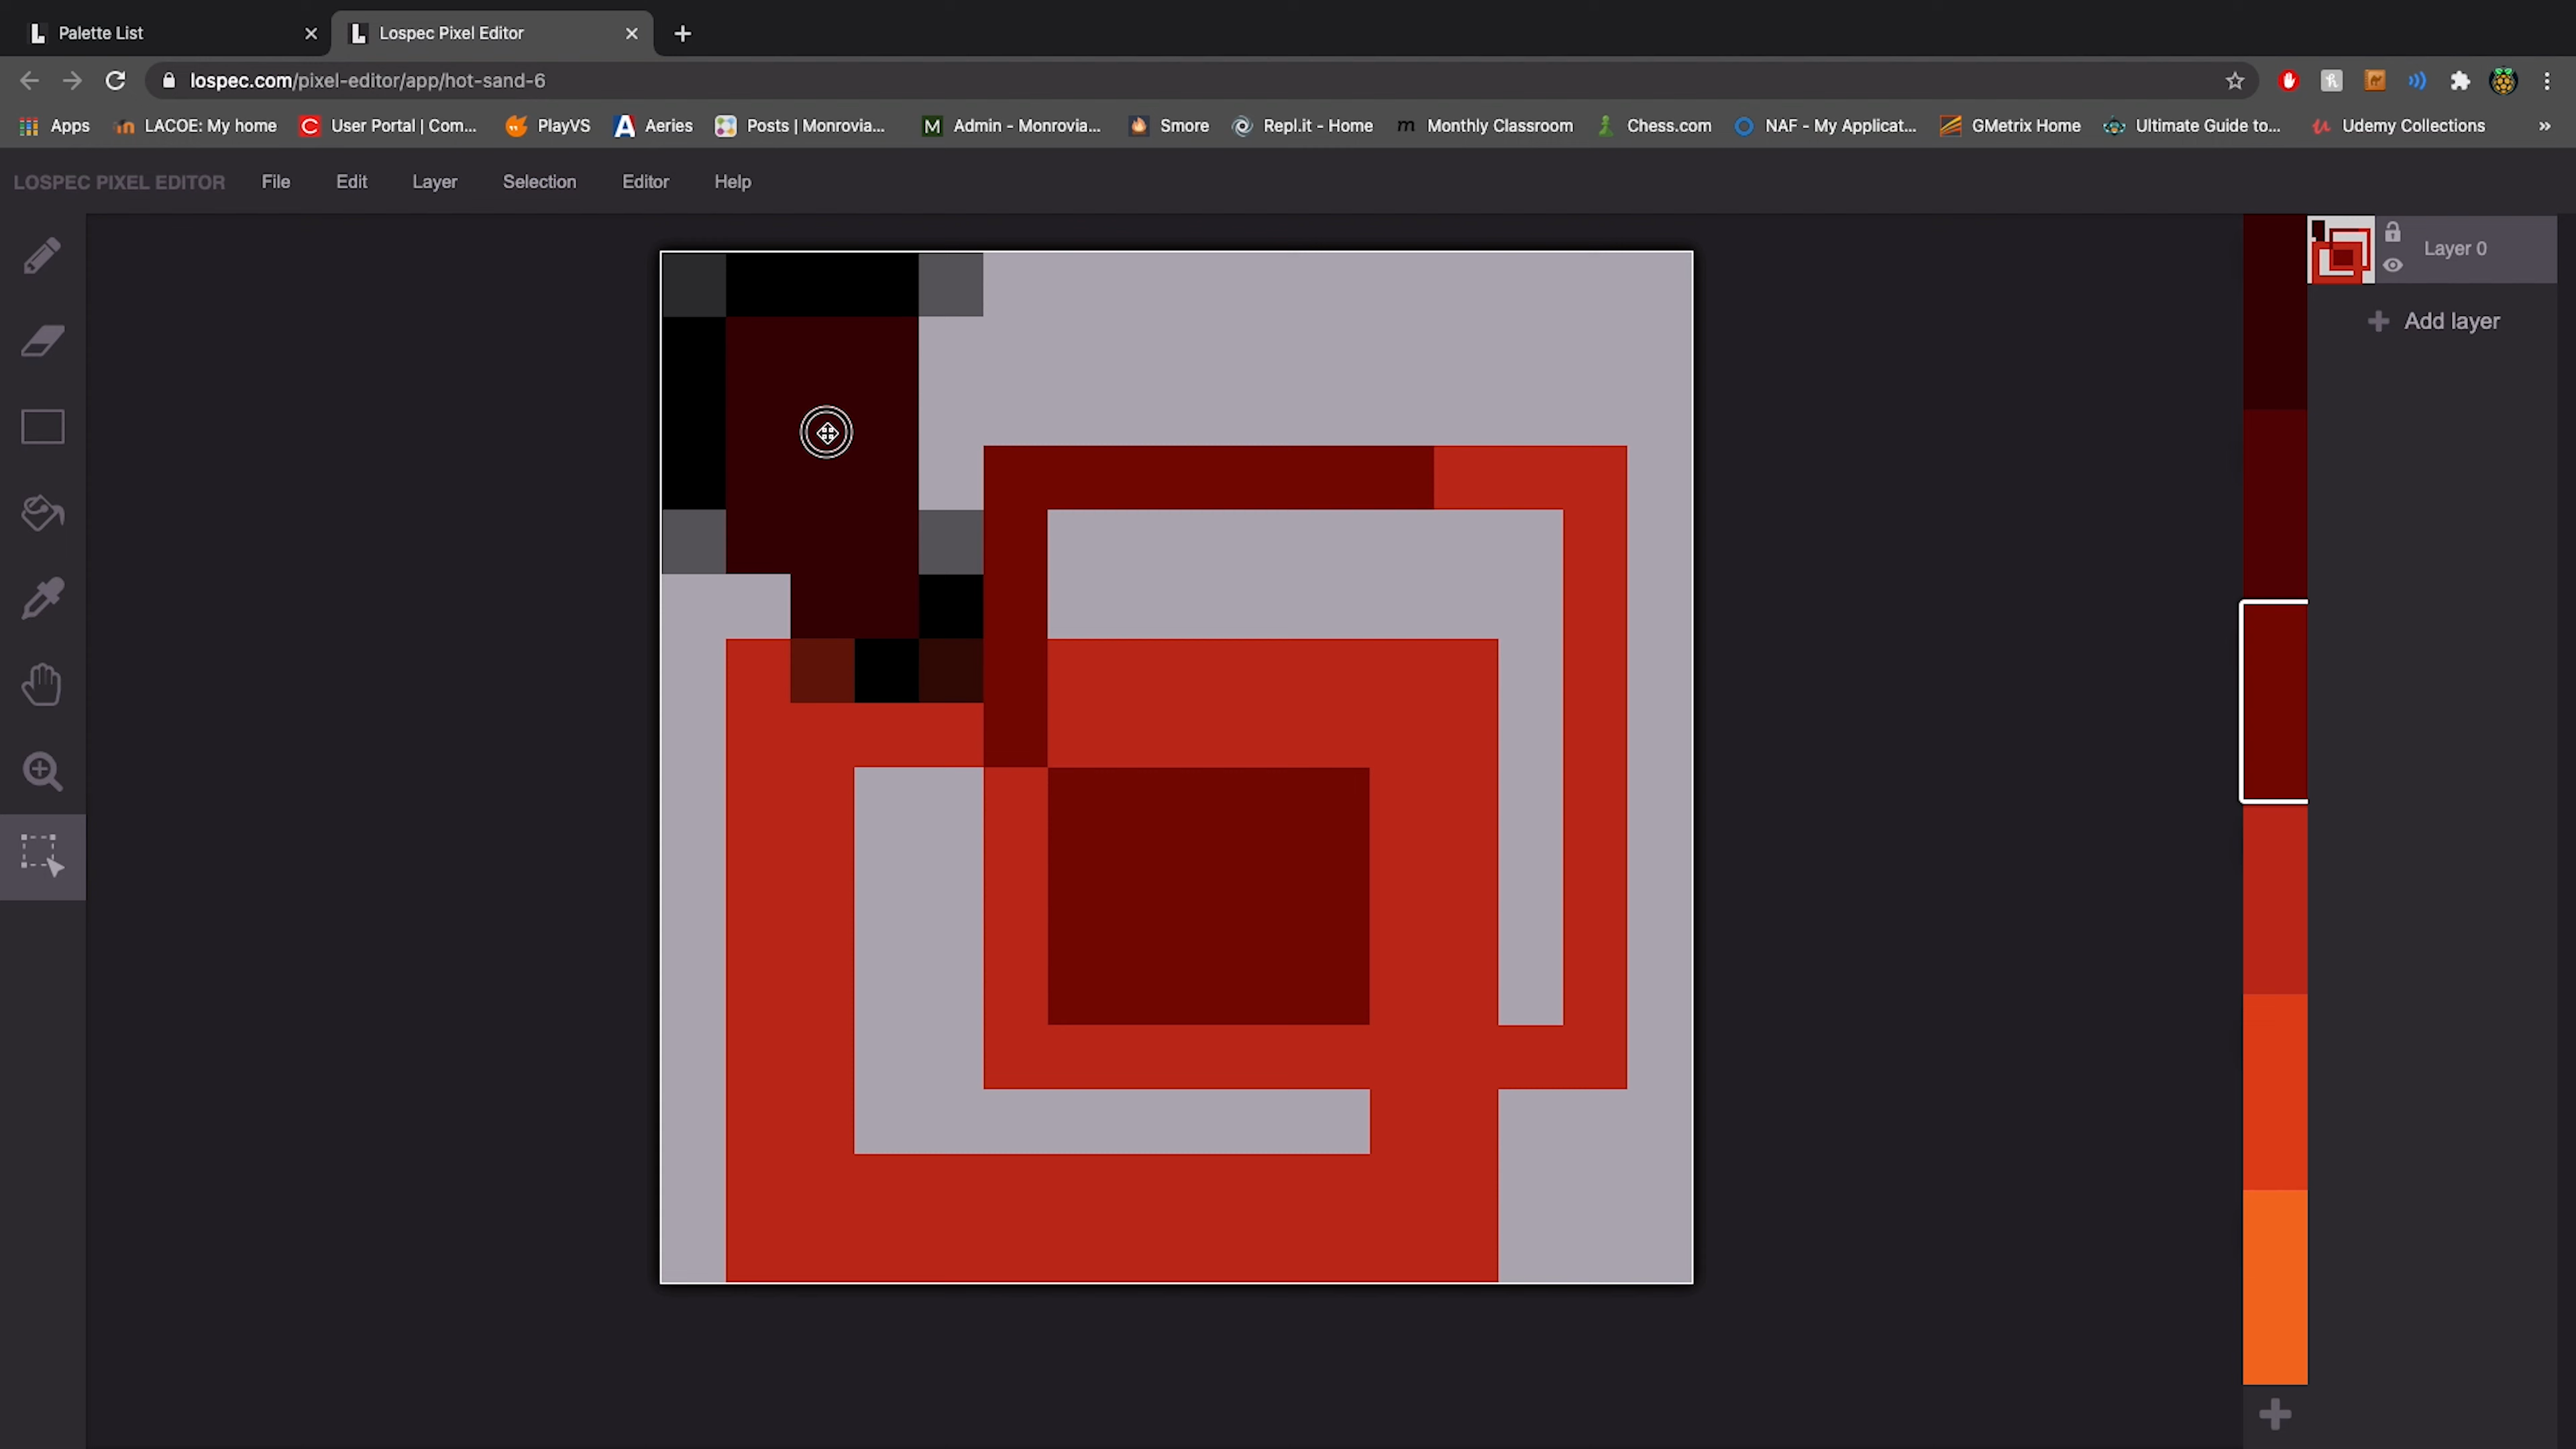 Palette List
Lospec Pixel Editor
lospec.com/pixel-editor/app/hot-sand-6
Apps LACOE: My home User Portal | Com... PlayVS Aeries Posts | Monrovia... Admin - Monrovia... Smore Repl.it - Home Monthly Classroom Chess.com NAF - My Applicat... GMetrix Home Ultimate Guide to... Udemy Collections »
LOSPEC PIXEL EDITOR File Edit Layer Selection Editor Help
Layer 0
Add layer